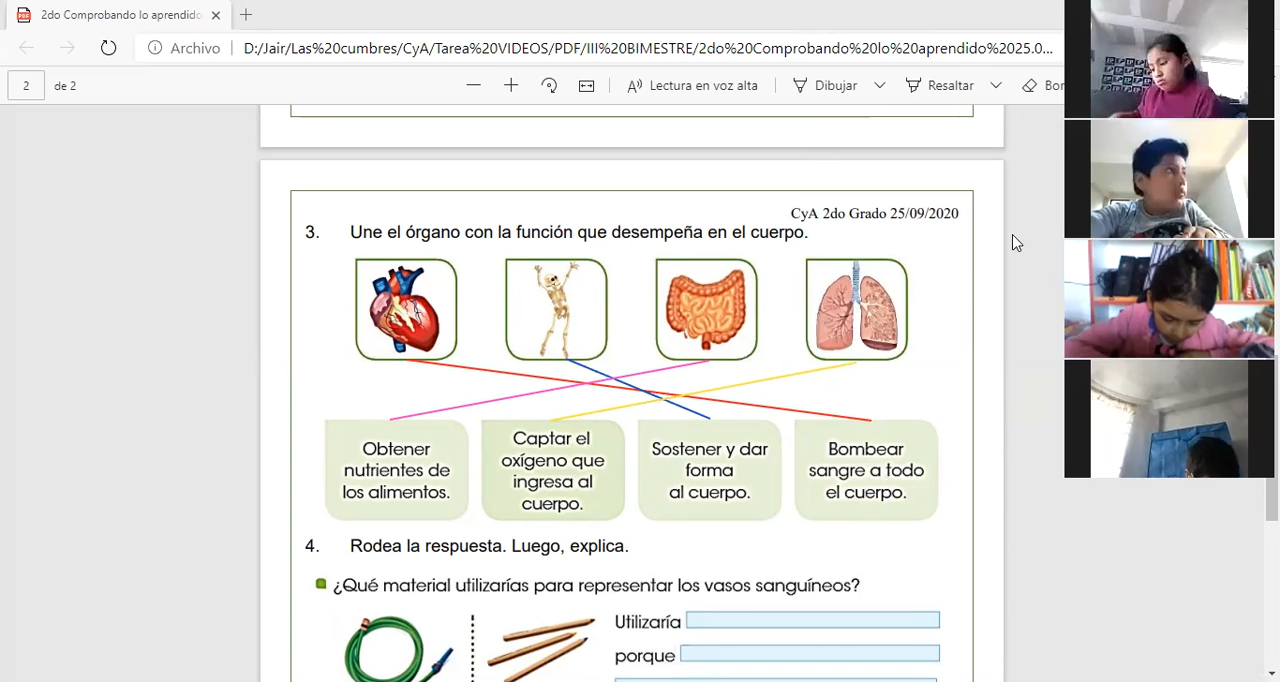 2do Comprobando lo aprendido
Archivo
D:/Jair/Las%20cumbres/CyA/Tarea%20VIDEOS/PDF/III%20BIMESTRE/2do%20Comprobando%20lo%20aprendido%2025.0...
2
de 2
Lectura en voz alta
Dibujar
Resaltar
Bor
CyA 2do Grado 25/09/2020
3. Une el órgano con la función que desempeña en el cuerpo.
Obtener
nutrientes de
los alimentos.
Captar el
oxígeno que
ingresa al
cuerpo.
Sostener y dar
forma
al cuerpo.
Bombear
sangre a todo
el cuerpo.
4. Rodea la respuesta. Luego, explica.
¿Qué material utilizarías para representar los vasos sanguíneos?
Utilizaría
porque